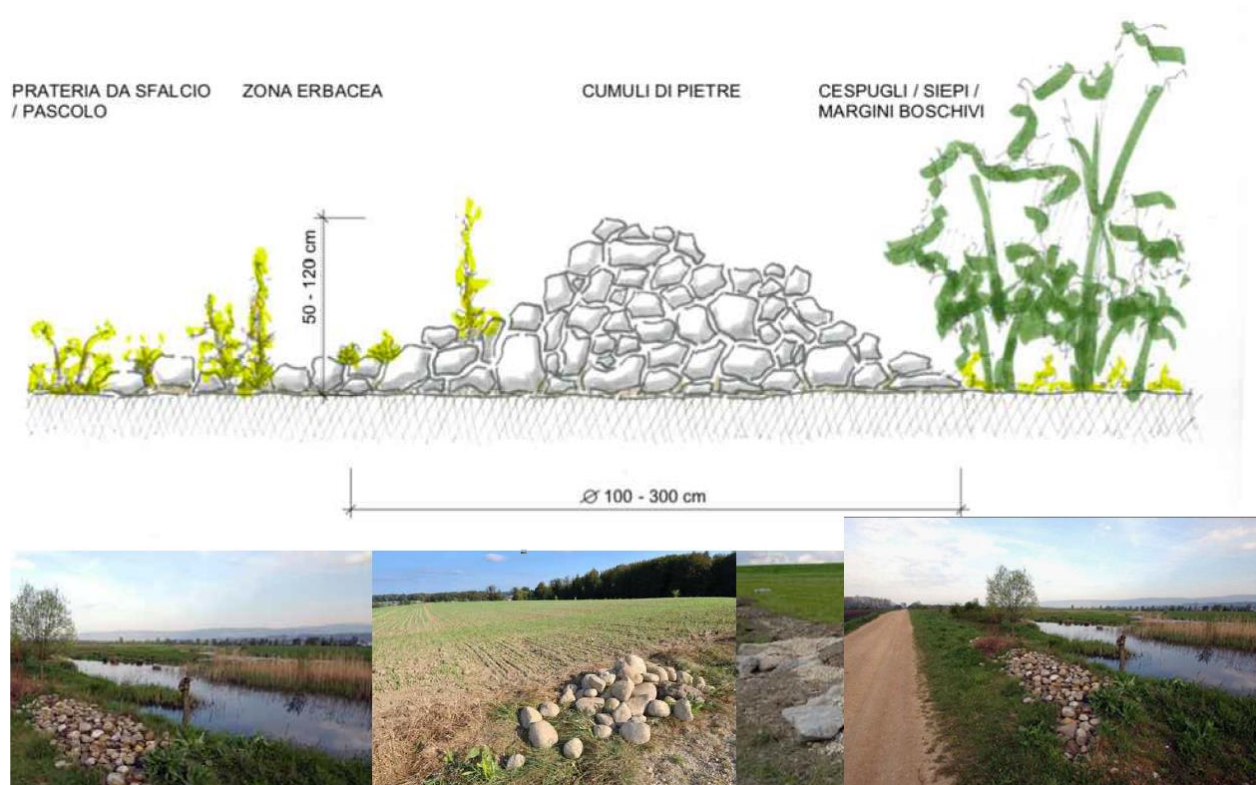 PRATERIA DA SFALCIO
/ PASCOLO
ZONA ERBACEA
CUMULI DI PIETRE
CESPUGLI / SIEPI /
MARGINI BOSCHIVI
50 - 120 cm
Ø 100 - 300 cm